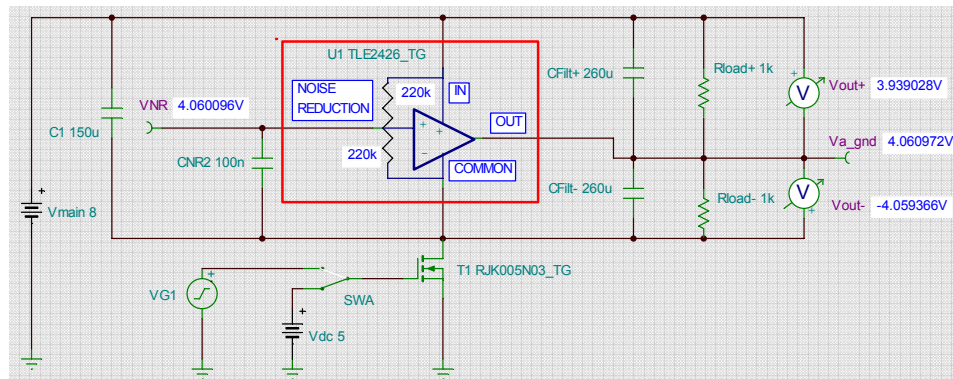 U1 TLE2426_TG
NOISE
REDUCTION
220k
IN
OUT
220k
COMMON
VNR 4.060096V
C1 150u
CNR2 100n
CFilt+ 260u
Rload+ 1k
Vout+ 3.939028V
V
Va_gnd 4.060972V
CFilt- 260u
Rload- 1k
V
Vout- -4.059366V
Vmain 8
T1 RJK005N03_TG
VG1
SWA
Vdc 5